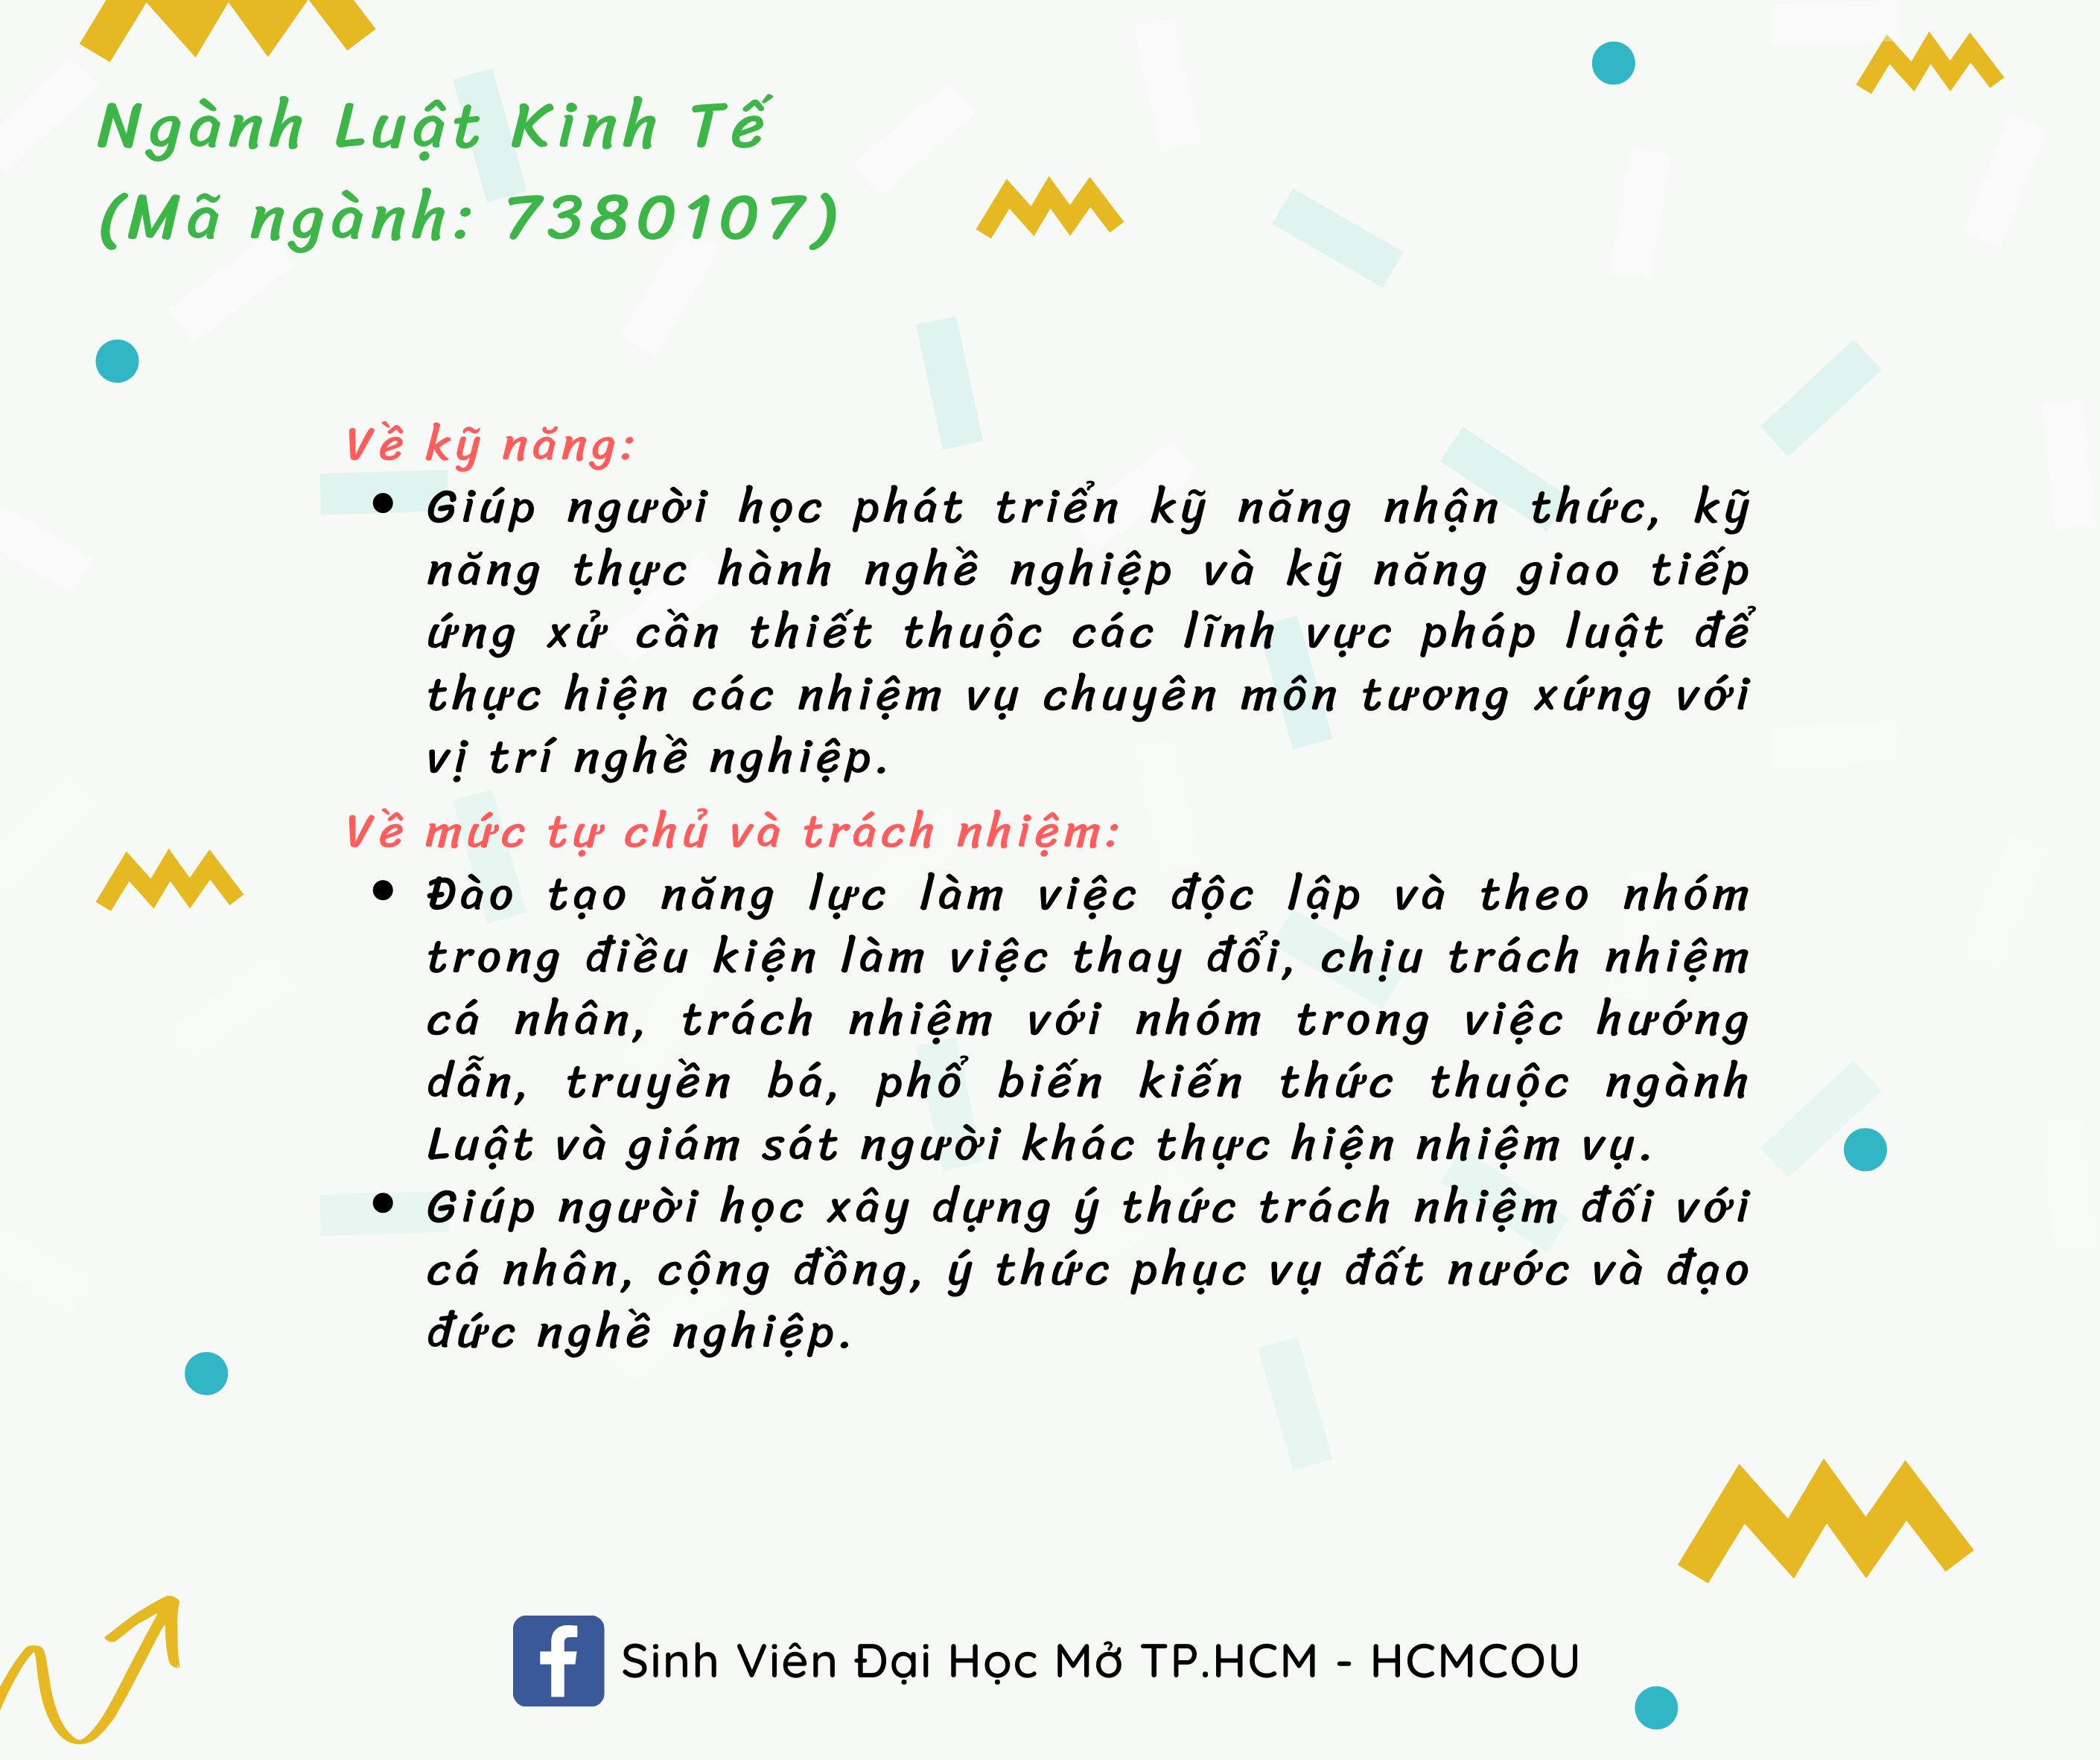 Ngành Luật Kinh Tế
(Mã ngành: 7380107)
Về kỹ năng:
• Giúp người học phát triển kỹ năng nhận thức, kỹ
năng thực hành nghề nghiệp và kỹ năng giao tiếp
ứng xử cần thiết thuộc các lĩnh vực pháp luật để
thực hiện các nhiệm vụ chuyên môn tương xứng với
vị trí nghề nghiệp.
Về mức tự chủ và trách nhiệm:
• Đào tạo năng lực làm việc độc lập và theo nhóm
trong điều kiện làm việc thay đổi, chịu trách nhiệm
cá nhân, trách nhiệm với nhóm trong việc hướng
dẫn, truyền bá, phổ biến kiến thức thuộc ngành
Luật và giám sát người khác thực hiện nhiệm vụ.
• Giúp người học xây dựng ý thức trách nhiệm đối với
cá nhân, cộng đồng, ý thức phục vụ đất nước và đạo
đức nghề nghiệp.
Sinh Viên Đại Học Mở TP.HCM - HCMCOU